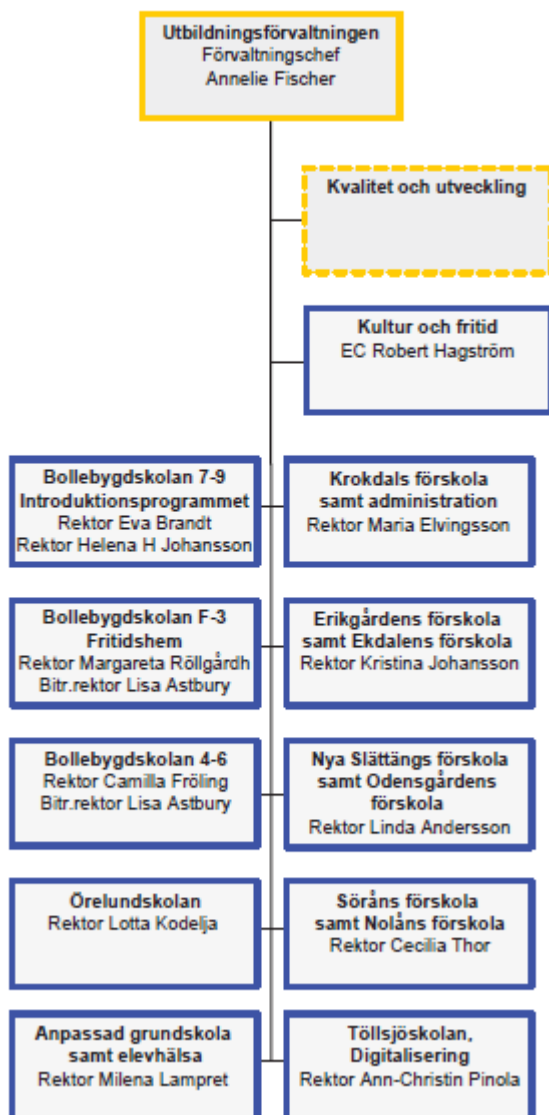 Utbildningsförvaltningen
Förvaltningschef
Annelie Fischer
Kvalitet och utveckling
Kultur och fritid
EC Robert Hagström
Bollebygdskolan 7-9
Introduktionsprogrammet
Rektor Eva Brandt
Rektor Helena H Johansson
Krokdals förskola
samt administration
Rektor Maria Elvingsson
Bollebygdskolan F-3
Fritidshem
Rektor Margareta Röllgårdh
Bitr.rektor Lisa Astbury
Erikgårdens förskola
samt Ekdalens förskola
Rektor Kristina Johansson
Bollebygdskolan 4-6
Rektor Camilla Fröling
Bitr.rektor Lisa Astbury
Nya Slättängs förskola
samt Odensgårdens
förskola
Rektor Linda Andersson
Örelundskolan
Rektor Lotta Kodelja
Söråns förskola
samt Nolåns förskola
Rektor Cecilia Thor
Anpassad grundskola
samt elevhälsa
Rektor Milena Lampret
Töllsjöskolan,
Digitalisering
Rektor Ann-Christin Pinola